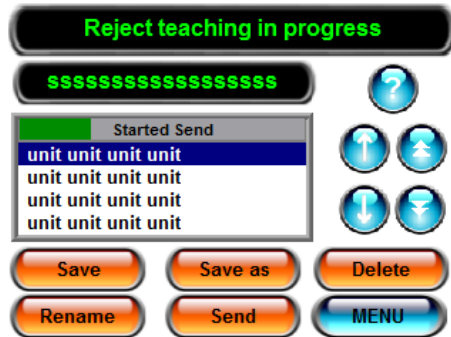 Reject teaching in progress
ssssssssssssssssss
?
Started Send
unit unit unit unit
unit unit unit unit
unit unit unit unit
unit unit unit unit
Save Save as Delete
Rename Send MENU